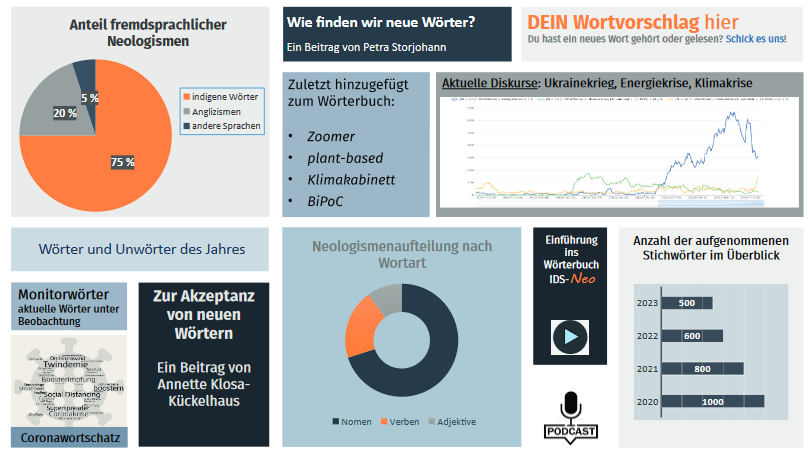 Anteil fremdsprachlicher
Neologismen
5 %
20 %
75 %
indigene Wörter
Anglizismen
andere Sprachen
Wie finden wir neue Wörter?
Ein Beitrag von Petra Storjohann
DEIN Wortvorschlag hier
Du hast ein neues Wort gehört oder gelesen? Schick es uns!
Zuletzt hinzugefügt
zum Wörterbuch:
• Zoomer
• plant-based
• Klimakabinett
• BiPoC
Aktuelle Diskurse: Ukrainekrieg, Energiekrise, Klimakrise
Wörter und Unwörter des Jahres
Monitorwörter
aktuelle Wörter unter
Beobachtung
Twindemie
Boosterimpfung
boostern
Social Distancing
Superspreader
Coronakrise
Coronawortschatz
Zur Akzeptanz
von neuen
Wörtern
Ein Beitrag von
Annette Klosa-
Kückelhaus
Neologismenaufteilung nach
Wortart
Nomen
Verben
Adjektive
Einführung
ins
Wörterbuch
IDS-Neo
PODCAST
Anzahl der aufgenommenen
Stichwörter im Überblick
2023
500
2022
600
2021
800
2020
1000